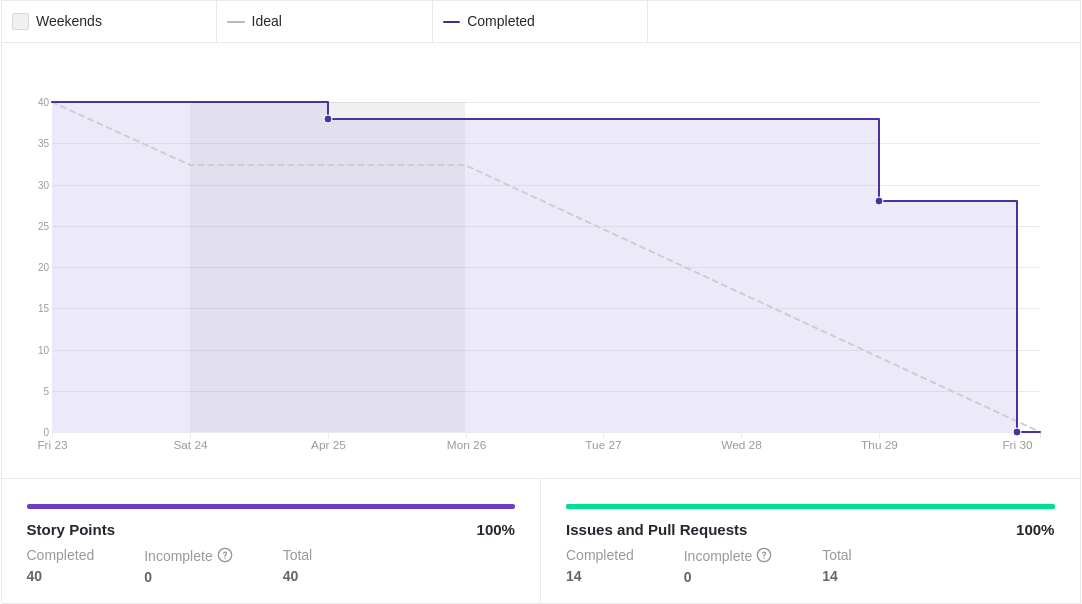 Weekends Ideal Completed
40
35
30
25
20
15
10
5
0
Fri 23 Sat 24 Apr 25 Mon 26 Tue 27 Wed 28 Thu 29 Fri 30
Story Points 100%
Completed Incomplete ? Total
40 0 40
Issues and Pull Requests 100%
Completed Incomplete ? Total
14 0 14